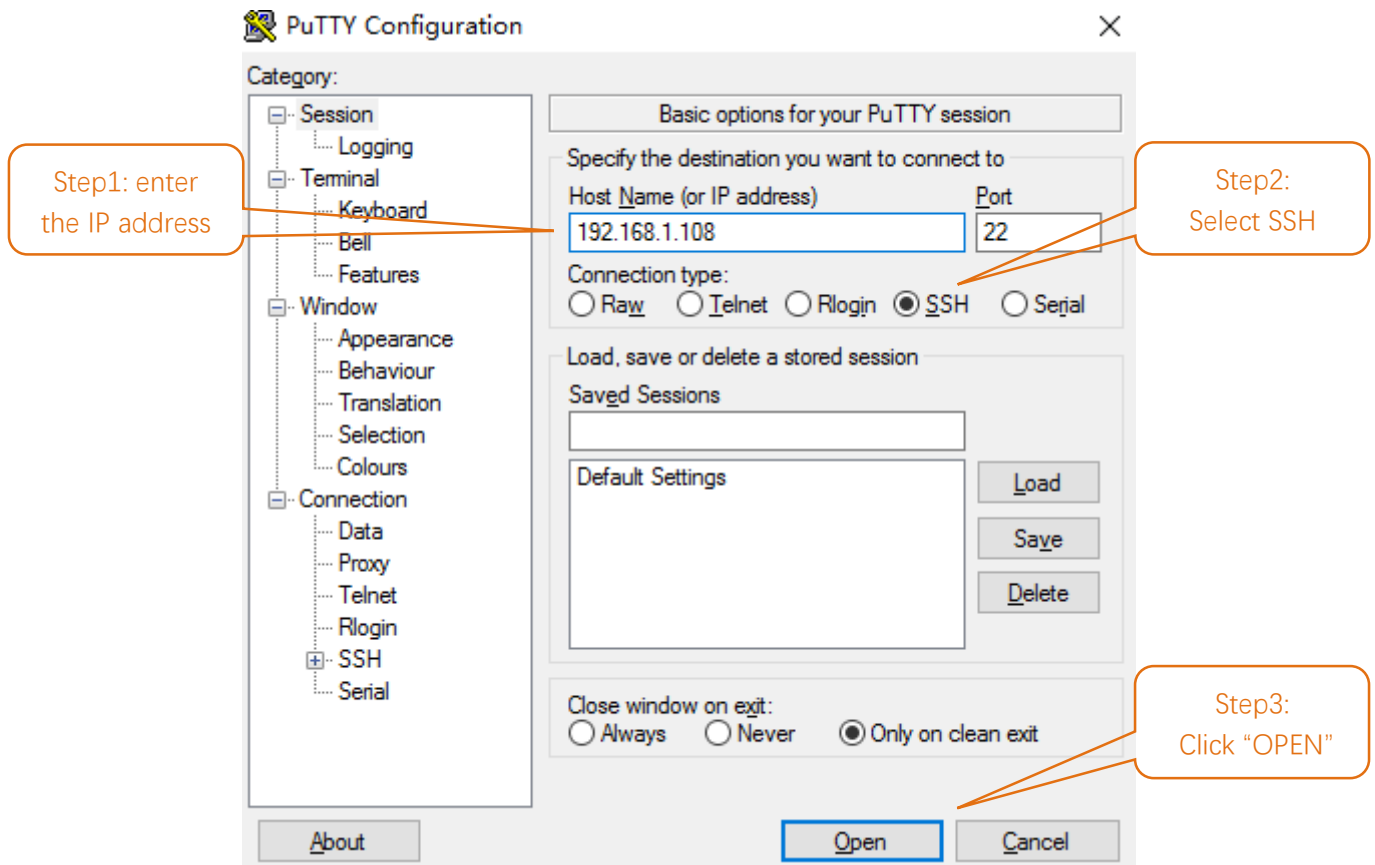 PuTTY Configuration
Category:
Session
Logging
Terminal
Keyboard
Bell
Features
Window
Appearance
Behaviour
Translation
Selection
Colours
Connection
Data
Proxy
Telnet
Rlogin
SSH
Serial
Basic options for your PuTTY session
Specify the destination you want to connect to
Host Name (or IP address)
Port
192.168.1.108
22
Connection type:
Raw Telnet Rlogin SSH Serial
Load, save or delete a stored session
Saved Sessions
Default Settings
Load
Save
Delete
Close window on exit:
Always Never Only on clean exit
About
Open
Cancel
Step1: enter
the IP address
Step2:
Select SSH
Step3:
Click “OPEN”